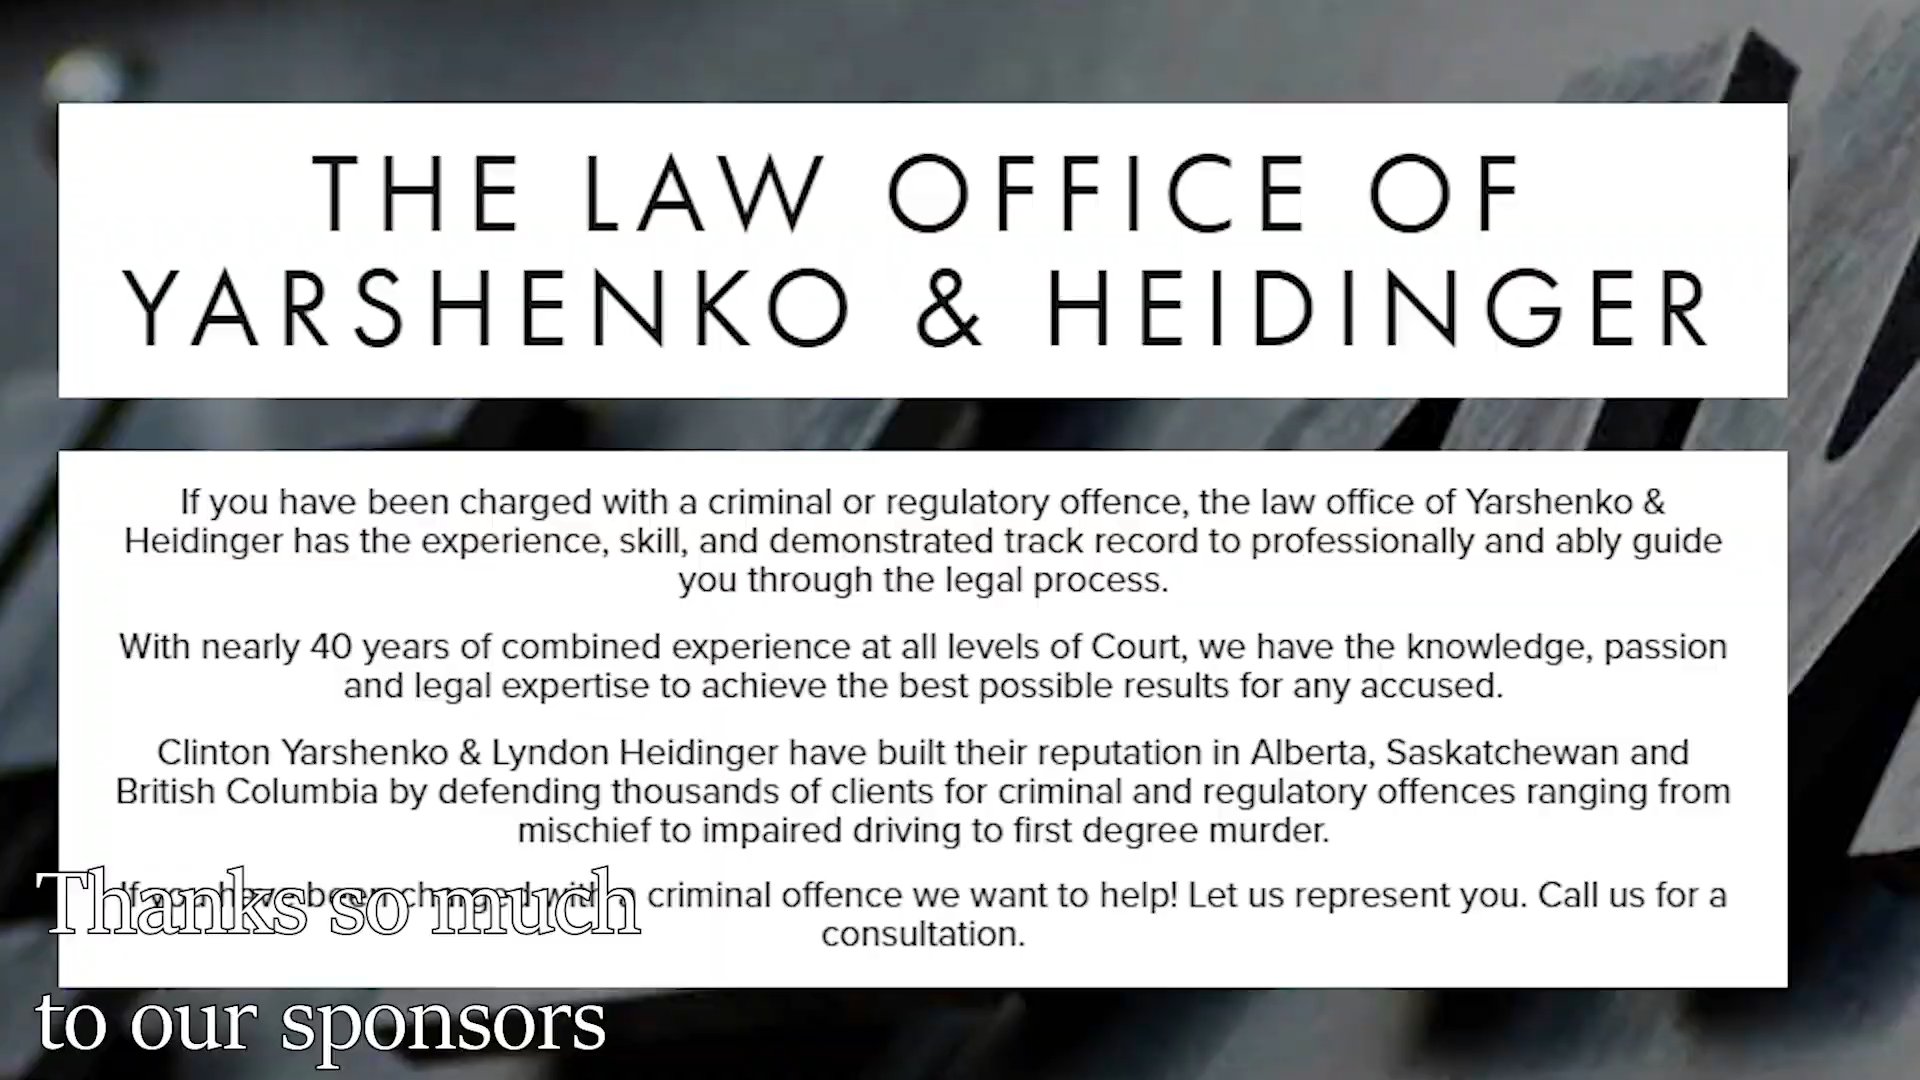 THE LAW OFFICE OF
YARSHENKO & HEIDINGER
If you have been charged with a criminal or regulatory offence, the law office of Yarshenko &
Heidinger has the experience, skill, and demonstrated track record to professionally and ably guide
you through the legal process.
With nearly 40 years of combined experience at all levels of Court, we have the knowledge, passion
and legal expertise to achieve the best possible results for any accused.
Clinton Yarshenko & Lyndon Heidinger have built their reputation in Alberta, Saskatchewan and
British Columbia by defending thousands of clients for criminal and regulatory offences ranging from
mischief to impaired driving to first degree murder.
If you have been charged with a criminal offence we want to help! Let us represent you. Call us for a
consultation.
Thanks so much
to our sponsors